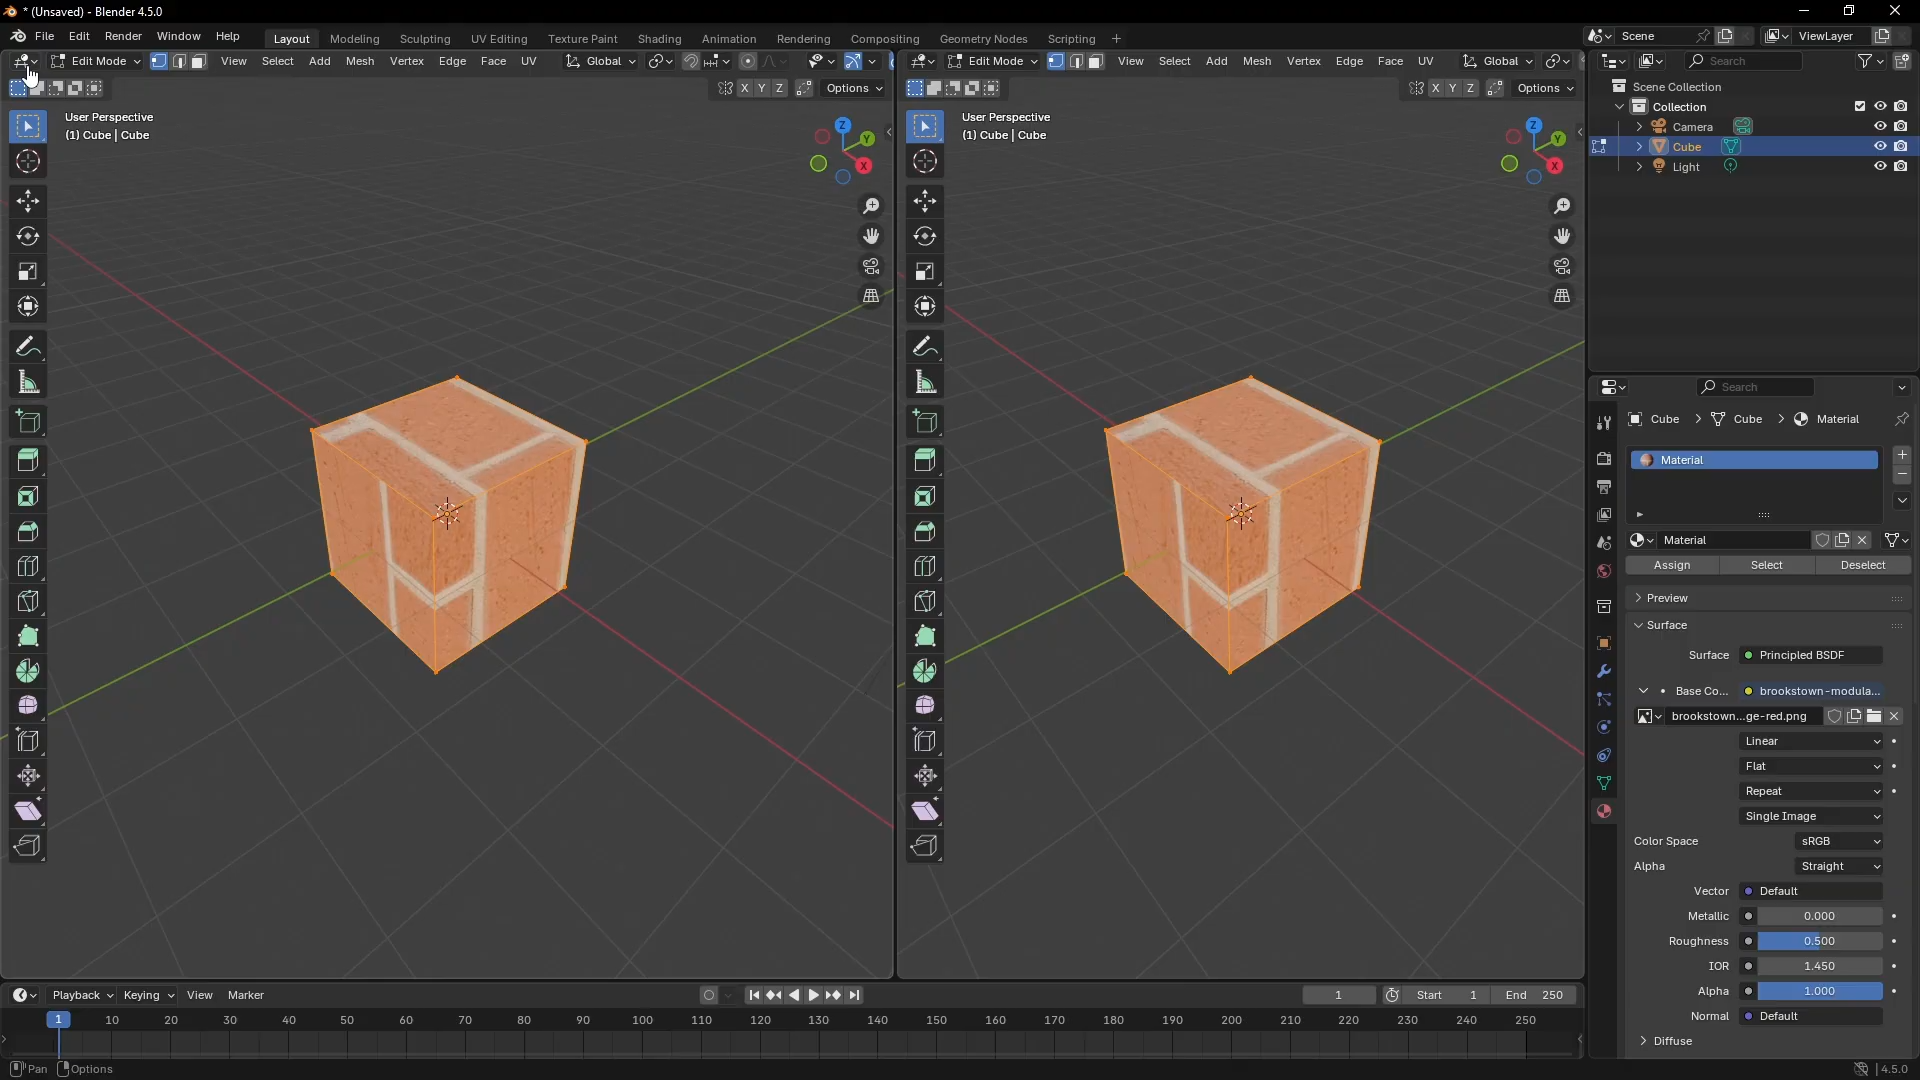 * (Unsaved) - Blender 4.5.0
File Edit Render Window Help
Layout Modeling Sculpting UV Editing Texture Paint Shading Animation Rendering Compositing Geometry Nodes Scripting +
Scene
ViewLayer
Edit Mode View Select Add Mesh Vertex Edge Face UV Global
X Y Z Options
User Perspective
(1) Cube | Cube
Z
Y
X
Edit Mode View Select Add Mesh Vertex Edge Face UV Global
X Y Z Options
User Perspective
(1) Cube | Cube
Z
Y
X
Search
Scene Collection
Collection
Camera
Cube
Light
Search
Cube > Cube > Material
Material
Material
Assign Select Deselect
Preview
Surface
Surface Principled BSDF
Base Co... brookstown-modula...
brookstown...ge-red.png
Linear
Flat
Repeat
Single Image
Color Space sRGB
Alpha Straight
Vector Default
Metallic 0.000
Roughness 0.500
IOR 1.450
Alpha 1.000
Normal Default
Diffuse
Playback Keying View Marker
1 Start 1 End 250
1 10 20 30 40 50 60 70 80 90 100 110 120 130 140 150 160 170 180 190 200 210 220 230 240 250
Pan Options
4.5.0